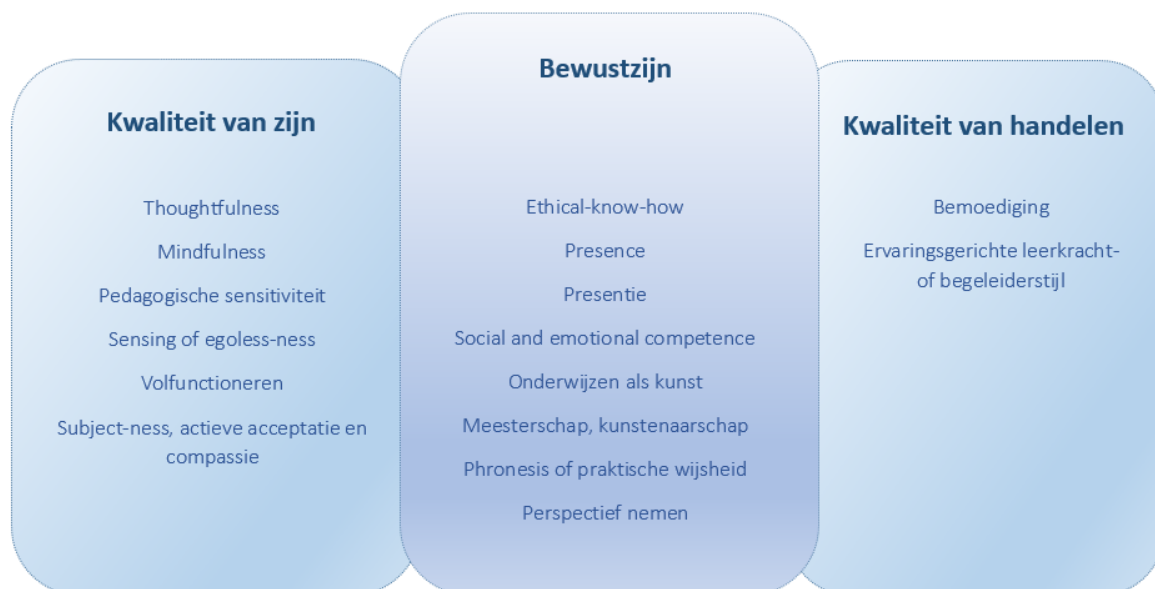 Kwaliteit van zijn
Thoughtfulness
Mindfulness
Pedagogische sensitiviteit
Sensing of egoless-ness
Volfunctioneren
Subject-ness, actieve acceptatie en
compassie
Bewustzijn
Ethical-know-how
Presence
Presentie
Social and emotional competence
Onderwijzen als kunst
Meesterschap, kunstenaarschap
Phronesis of praktische wijsheid
Perspectief nemen
Kwaliteit van handelen
Bemoediging
Ervaringsgerichte leerkracht-
of begeleiderstijl